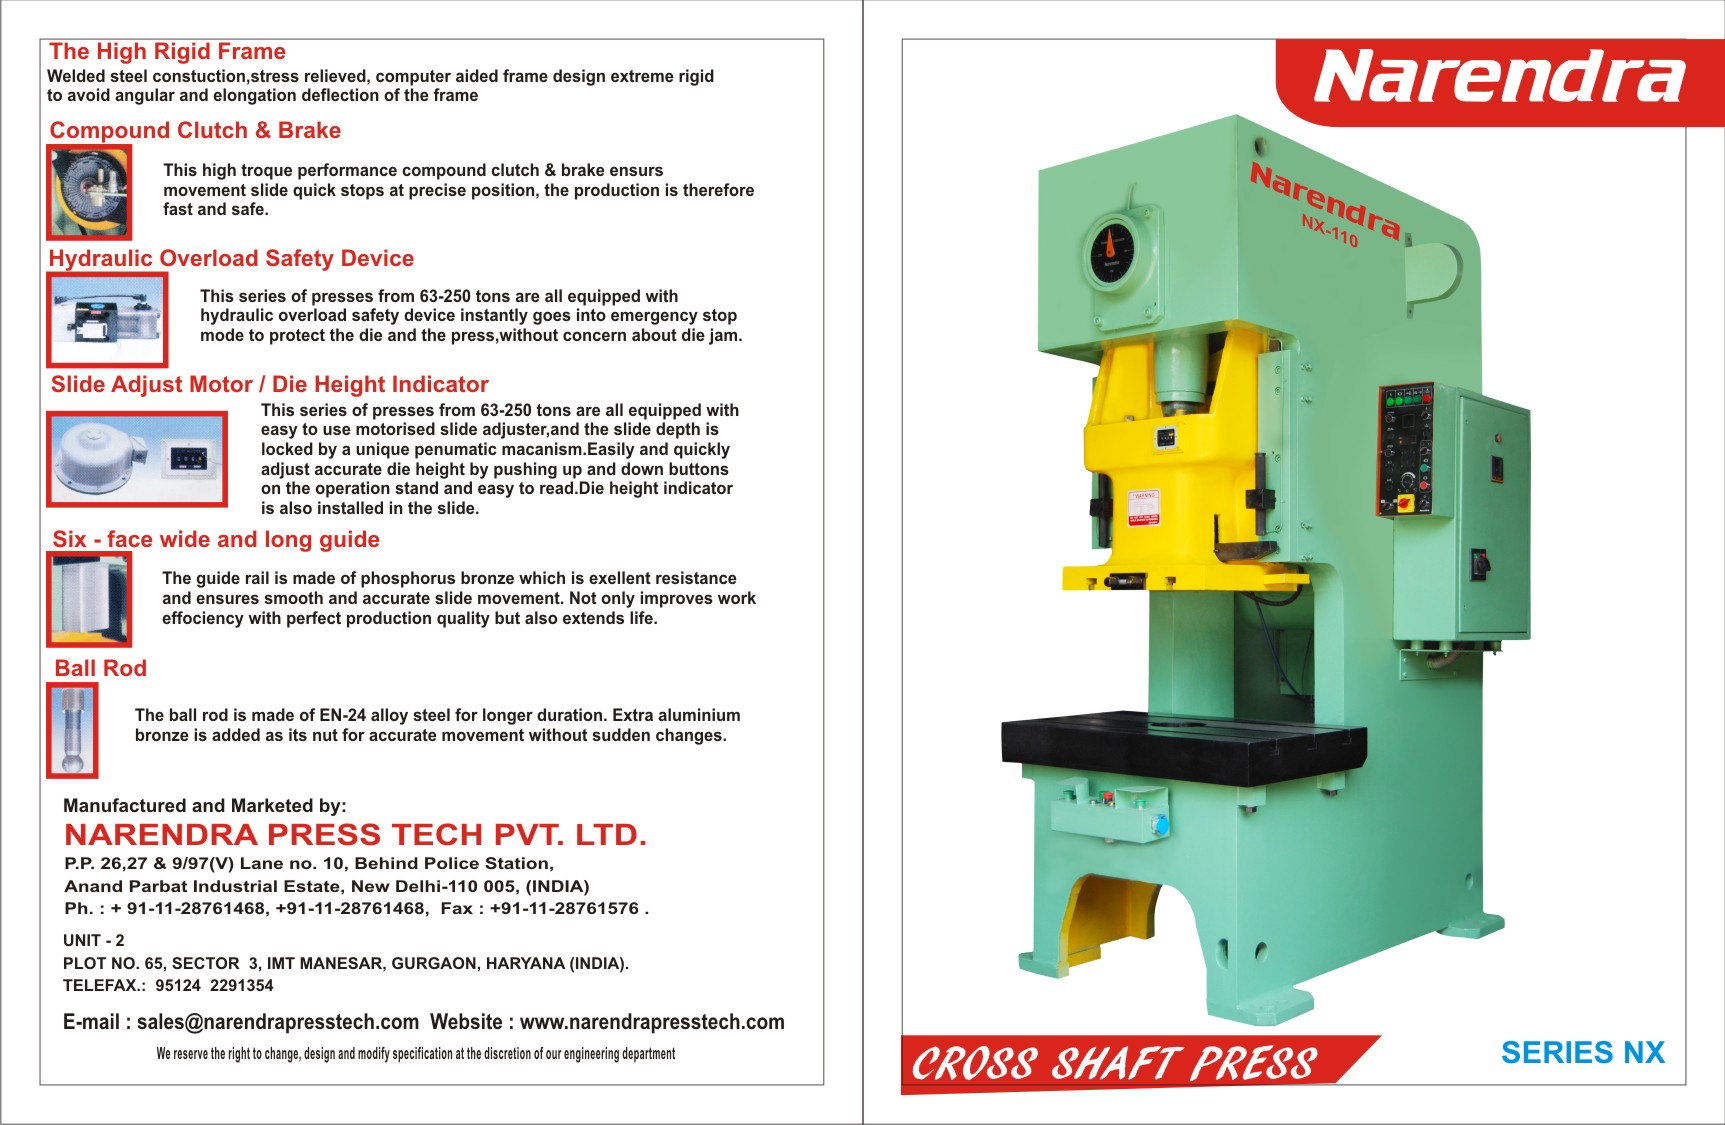 The High Rigid Frame
Welded steel constuction,stress relieved, computer aided frame design extreme rigid
to avoid angular and elongation deflection of the frame
Compound Clutch & Brake
This high troque performance compound clutch & brake ensurs
movement slide quick stops at precise position, the production is therefore
fast and safe.
Hydraulic Overload Safety Device
This series of presses from 63-250 tons are all equipped with
hydraulic overload safety device instantly goes into emergency stop
mode to protect the die and the press,without concern about die jam.
Slide Adjust Motor / Die Height Indicator
This series of presses from 63-250 tons are all equipped with
easy to use motorised slide adjuster,and the slide depth is
locked by a unique penumatic macanism.Easily and quickly
adjust accurate die height by pushing up and down buttons
on the operation stand and easy to read.Die height indicator
is also installed in the slide.
Six - face wide and long guide
The guide rail is made of phosphorus bronze which is exellent resistance
and ensures smooth and accurate slide movement. Not only improves work
effociency with perfect production quality but also extends life.
Ball Rod
The ball rod is made of EN-24 alloy steel for longer duration. Extra aluminium
bronze is added as its nut for accurate movement without sudden changes.
Manufactured and Marketed by:
NARENDRA PRESS TECH PVT. LTD.
P.P. 26,27 & 9/97(V) Lane no. 10, Behind Police Station,
Anand Parbat Industrial Estate, New Delhi-110 005, (INDIA)
Ph. : + 91-11-28761468, +91-11-28761468, Fax : +91-11-28761576 .
UNIT - 2
PLOT NO. 65, SECTOR 3, IMT MANESAR, GURGAON, HARYANA (INDIA).
TELEFAX.: 95124 2291354
E-mail : sales@narendrapresstech.com Website : www.narendrapresstech.com
We reserve the right to change, design and modify specification at the discretion of our engineering department
Narendra
Narendra
NX-110
WARNING
CROSS SHAFT PRESS
SERIES NX